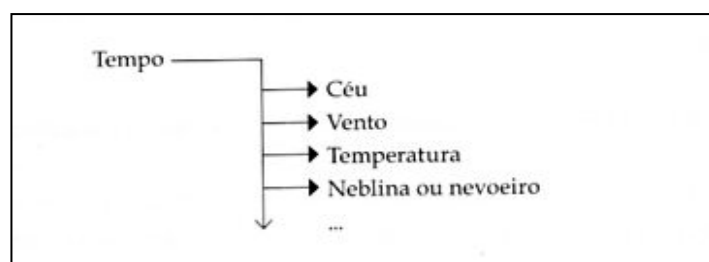 Tempo
Céu
Vento
Temperatura
Neblina ou nevoeiro
...